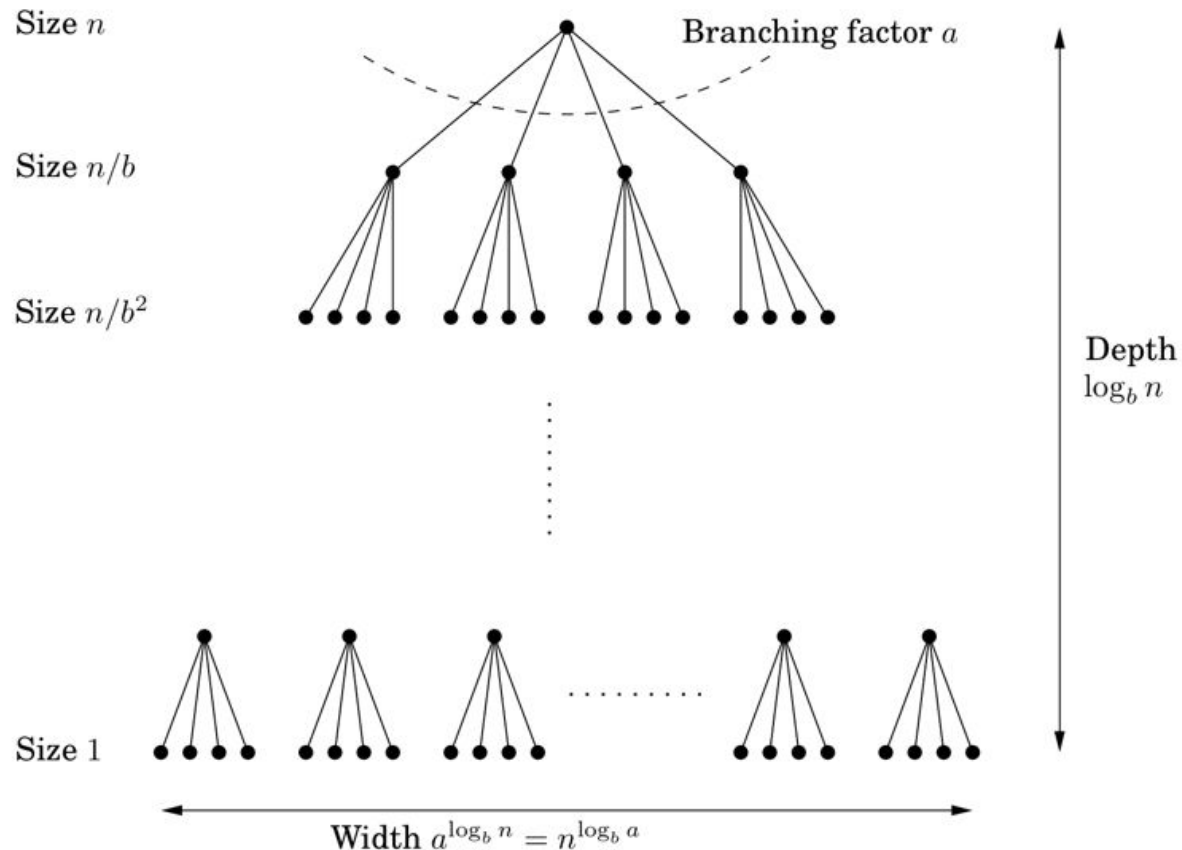 Size n
Branching factor a
Size n/b
Size n/b²
Depth
log_b n
Size 1
Width a^{log_b n} = n^{log_b a}